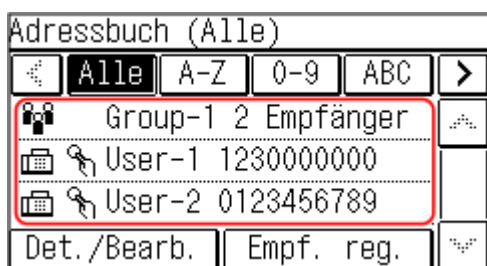 Adressbuch (Alle)
Alle A-Z 0-9 ABC >
Group-1 2 Empfänger
User-1 1230000000
User-2 0123456789
Det./Bearb. Empf. reg.